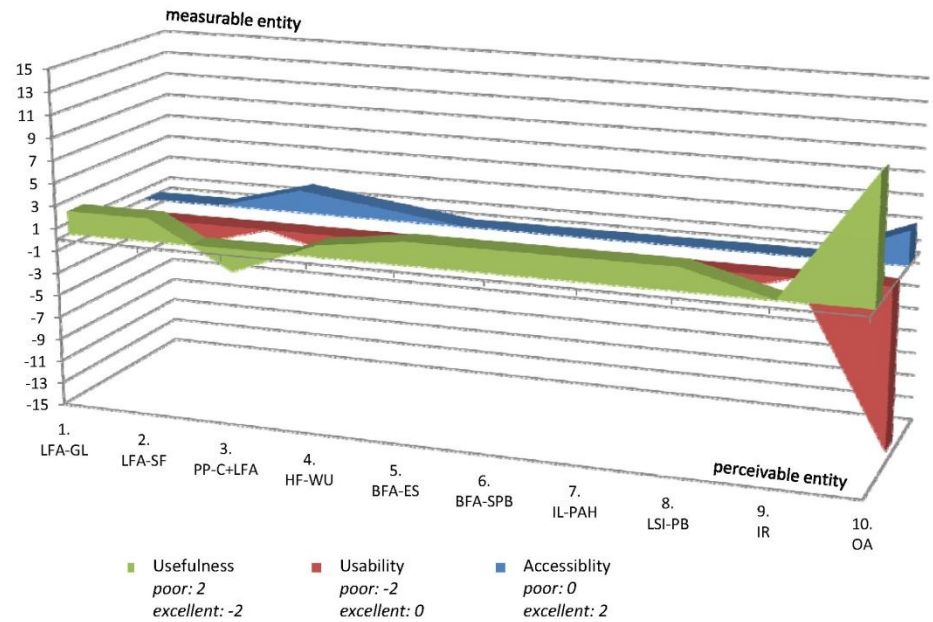 measurable entity
15
13
11
9
7
5
3
1
-1
-3
-5
-7
-9
-11
-13
-15
1.
LFA-GL
2.
LFA-SF
3.
PP-C+LFA
4.
HF-WU
5.
BFA-ES
6.
BFA-SPB
7.
IL-PAH
8.
LSI-PB
9.
IR
10.
OA
perceivable entity
Usefulness
poor: 2
excellent: -2
Usability
poor: -2
excellent: 0
Accessiblity
poor: 0
excellent: 2